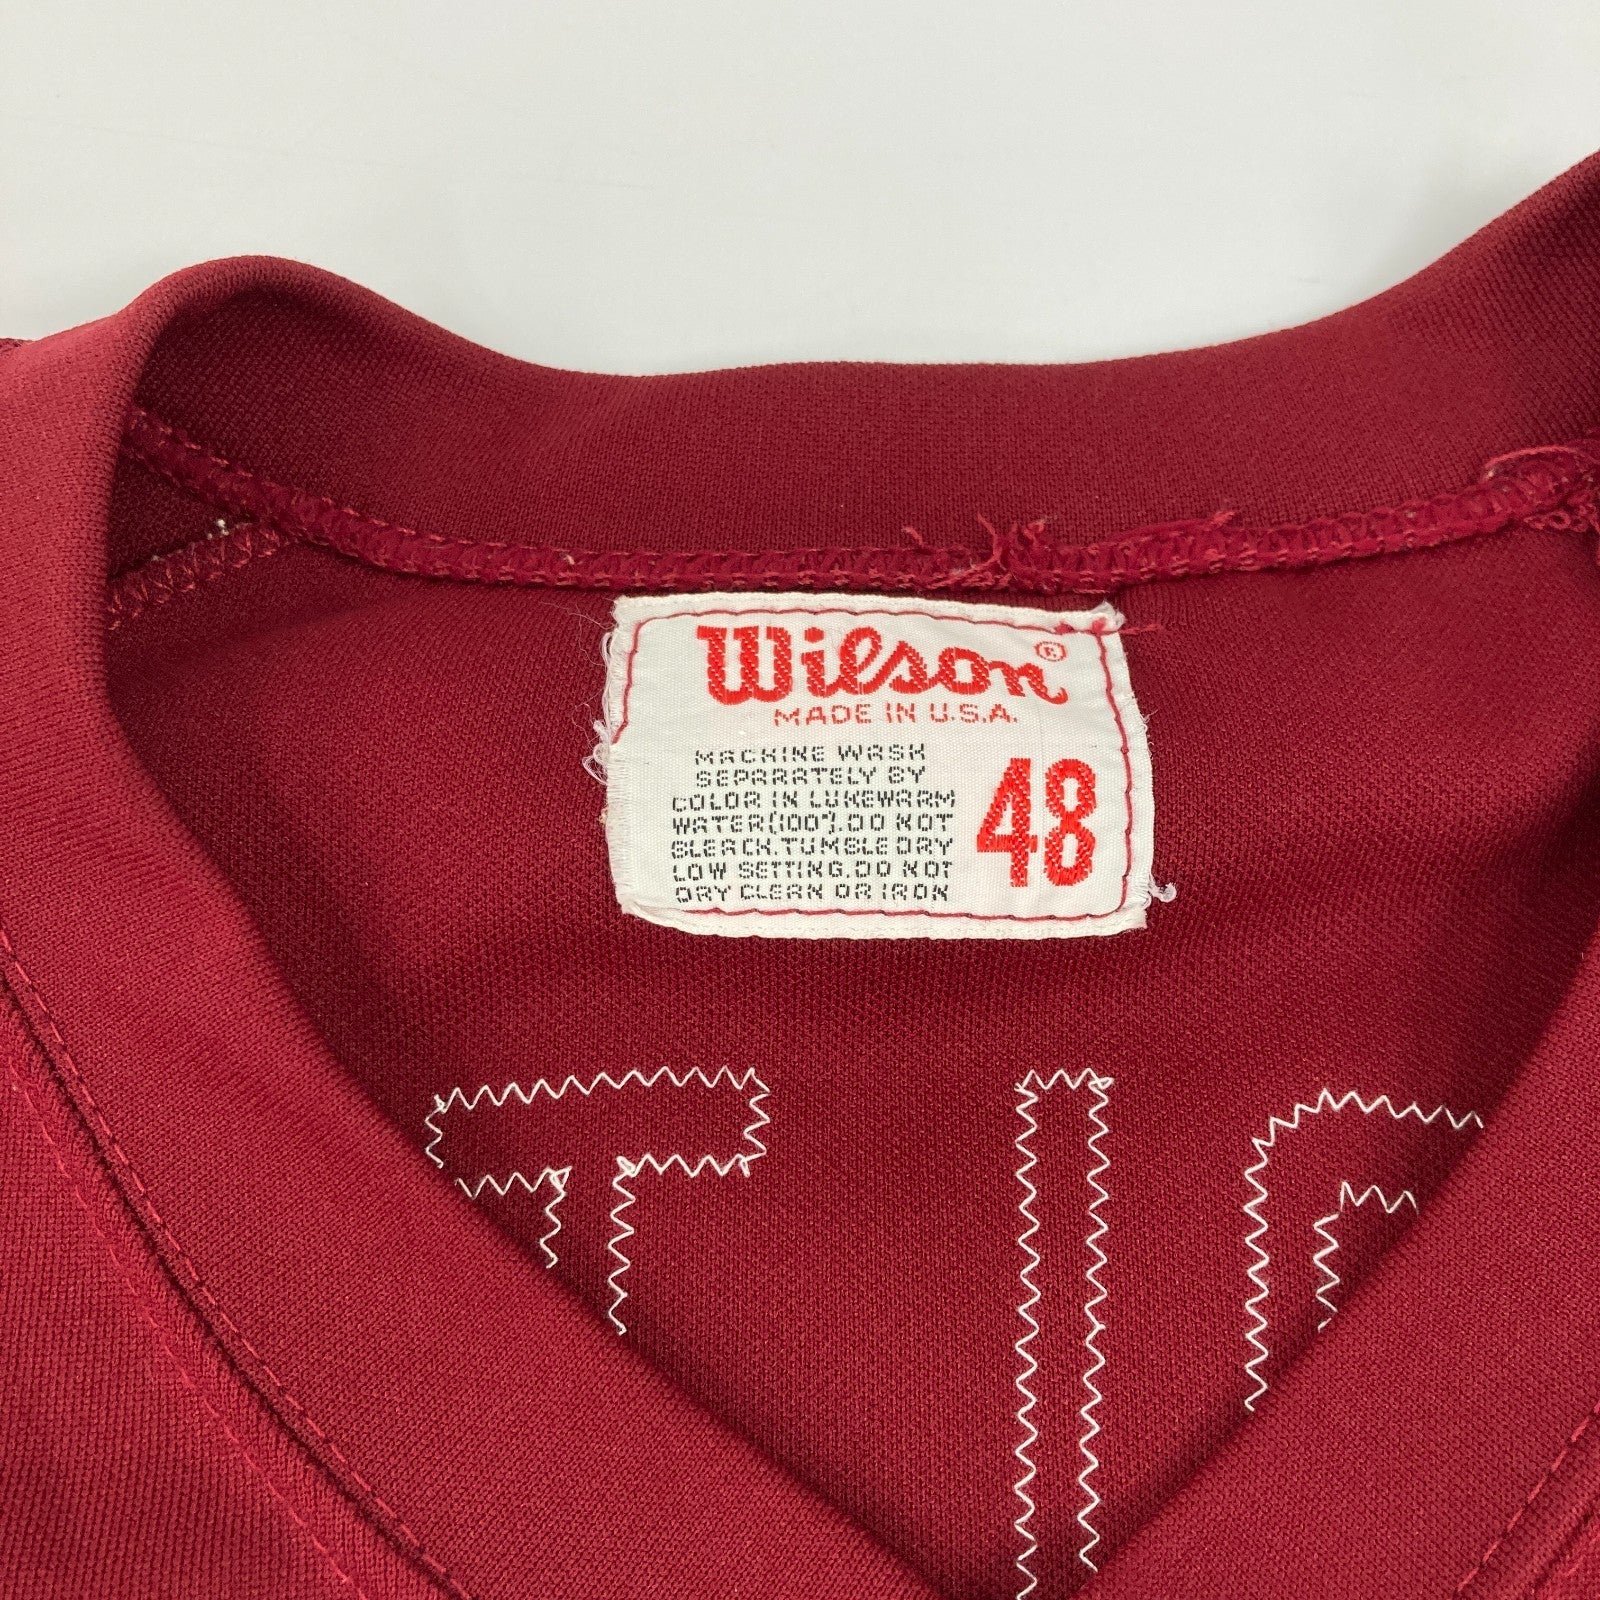 Wilson®
MADE IN U.S.A.
MACHINE WASH
SEPARATELY BY
COLOR IN LUKEWARM
WATER(100°).DO NOT
BLEACH.TUMBLE DRY
LOW SETTING.DO NOT
DRY CLEAN OR IRON
48